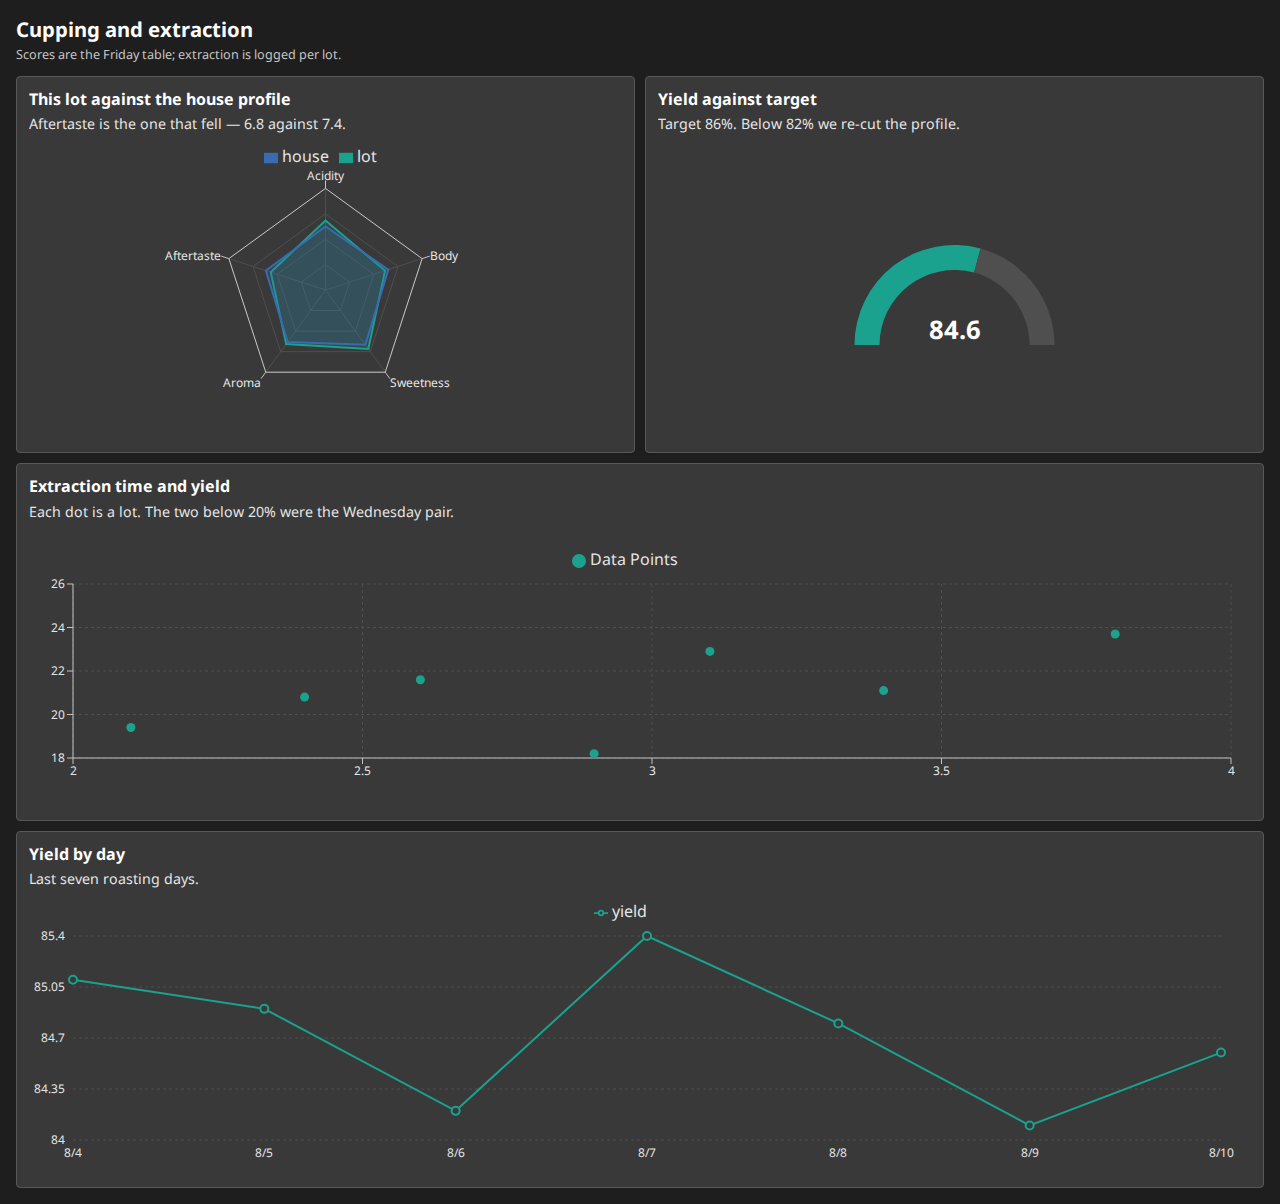 Cupping and extraction
Scores are the Friday table; extraction is logged per lot.
This lot against the house profile
Aftertaste is the one that fell — 6.8 against 7.4.
house lot
Acidity
Aftertaste
Body
Aroma
Sweetness
Yield against target
Target 86%. Below 82% we re-cut the profile.
84.6
Extraction time and yield
Each dot is a lot. The two below 20% were the Wednesday pair.
Data Points
26
24
22
20
18
2 2.5 3 3.5 4
Yield by day
Last seven roasting days.
yield
85.4
85.05
84.7
84.35
84
8/4 8/5 8/6 8/7 8/8 8/9 8/10